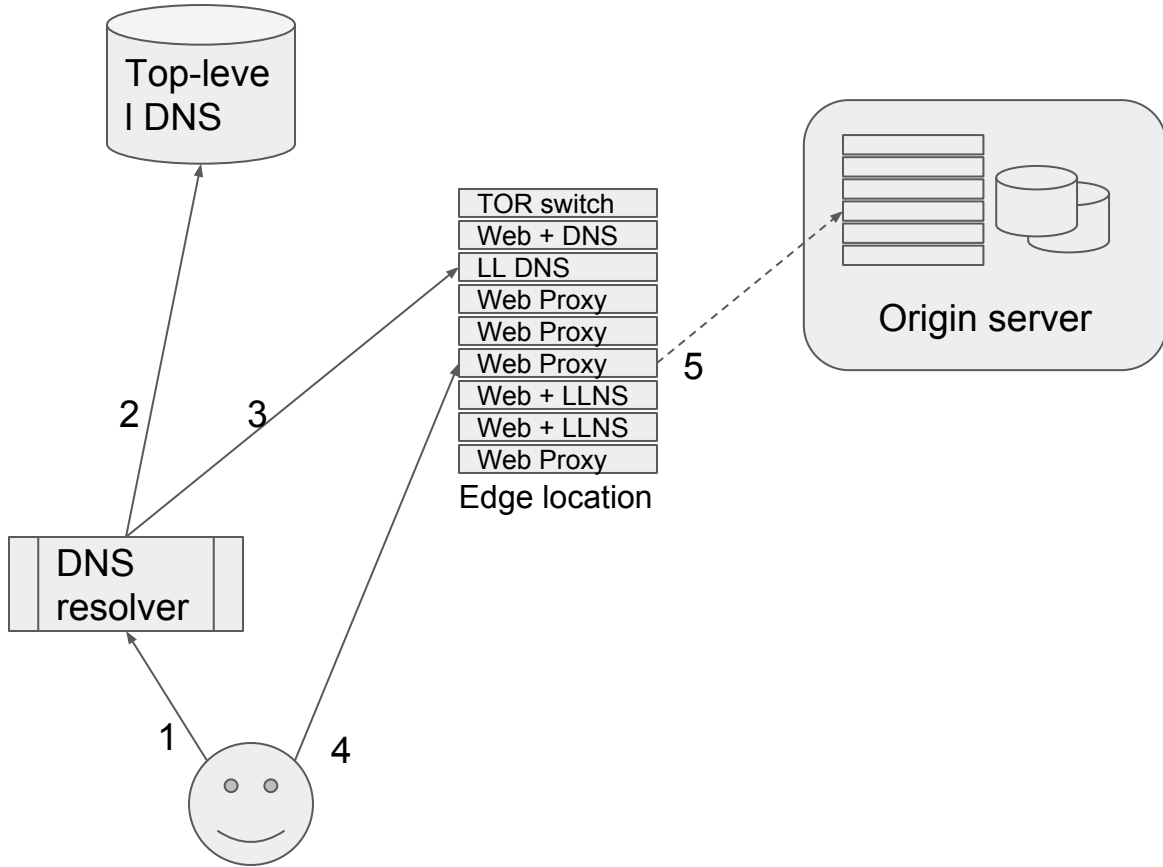 Top-leve
l DNS
TOR switch
Web + DNS
LL DNS
Web Proxy
Web Proxy
Web Proxy
Web + LLNS
Web + LLNS
Web Proxy
Edge location
Origin server
5
2
3
DNS
resolver
1
4